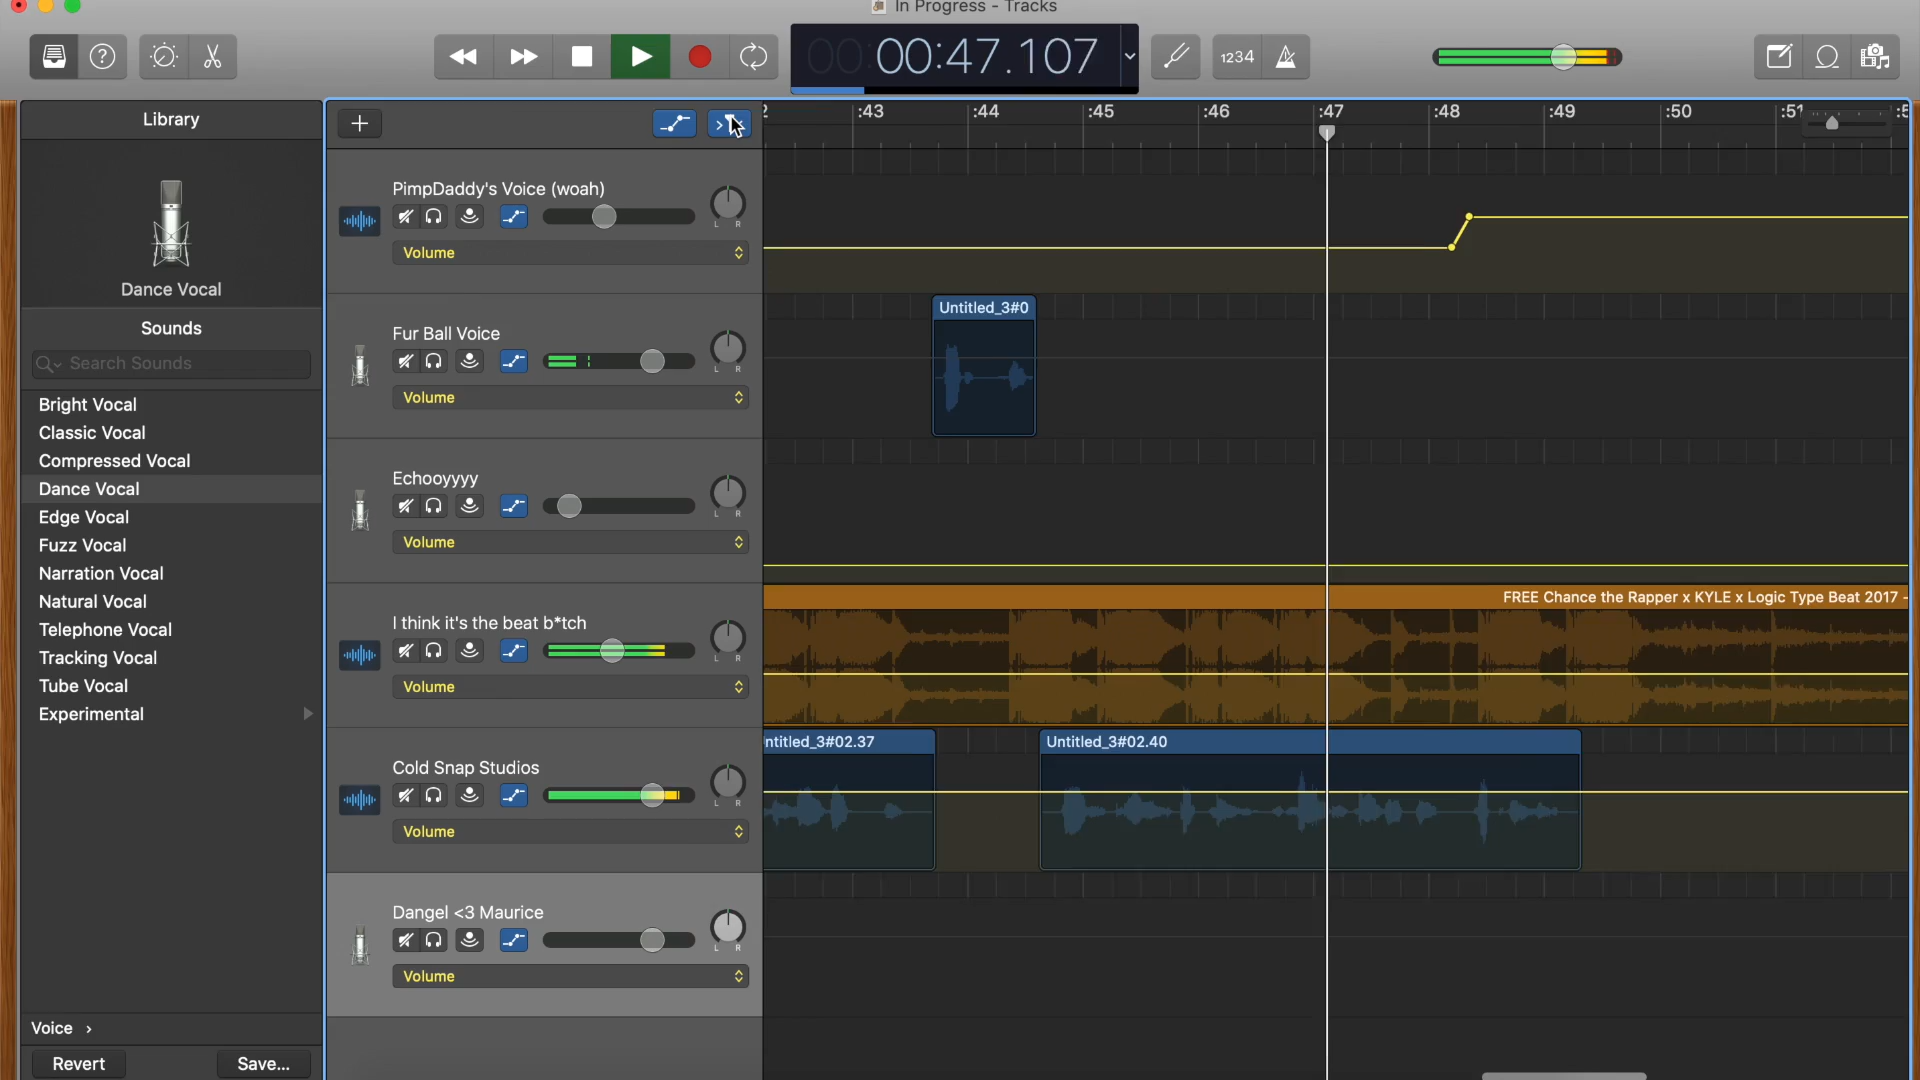 In Progress - Tracks
00:00:47.107
1234
Library
Dance Vocal
Sounds
Search Sounds
Bright Vocal
Classic Vocal
Compressed Vocal
Dance Vocal
Edge Vocal
Fuzz Vocal
Narration Vocal
Natural Vocal
Telephone Vocal
Tracking Vocal
Tube Vocal
Experimental
Voice
Revert
Save...
:43
:44
:45
:46
:47
:48
:49
:50
:51
PimpDaddy's Voice (woah)
L R
Volume
Fur Ball Voice
L R
Volume
Untitled_3#0
Echooyyyy
L R
Volume
I think it's the beat b*tch
L R
Volume
FREE Chance the Rapper x KYLE x Logic Type Beat 2017 -
Cold Snap Studios
L R
Volume
ntitled_3#02.37
Untitled_3#02.40
Dangel <3 Maurice
L R
Volume